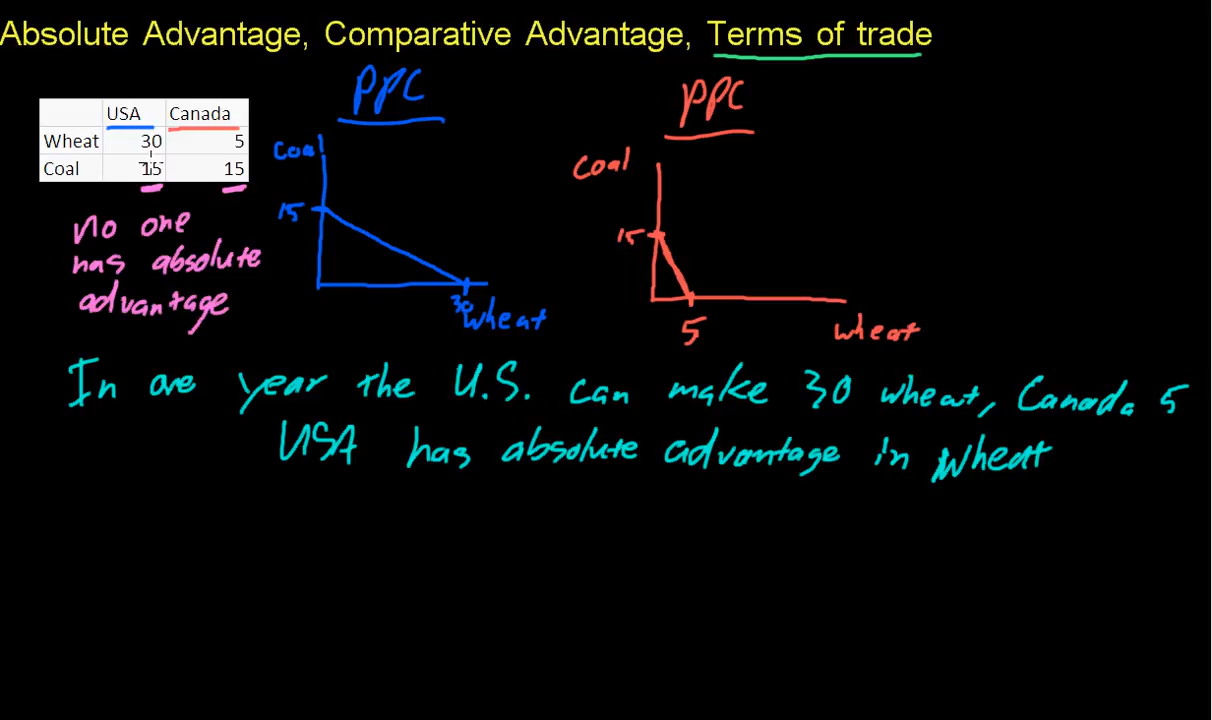 Absolute Advantage, Comparative Advantage, Terms of trade
PPC
PPC
USA Canada
Wheat 30 5
Coal 15 15
no one
has absolute
advantage
Coal
15
30
wheat
Coal
15
5
wheat
In one year the U.S. can make 30 wheat, Canada 5
USA has absolute advantage in wheat